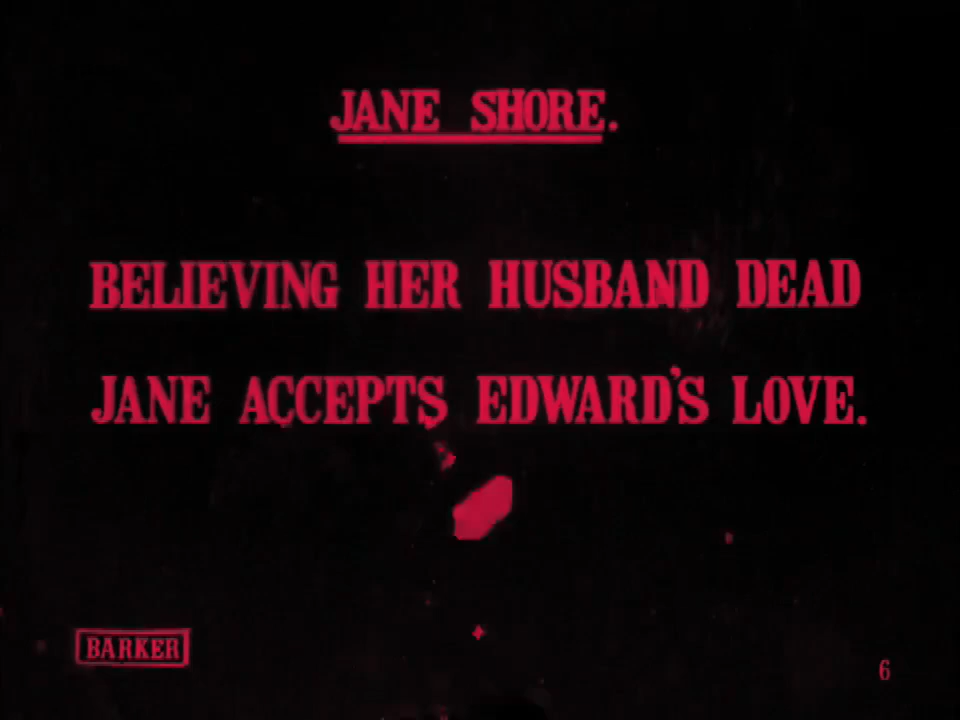 JANE SHORE.
BELIEVING HER HUSBAND DEAD
JANE ACCEPTS EDWARD'S LOVE.
BARKER
6